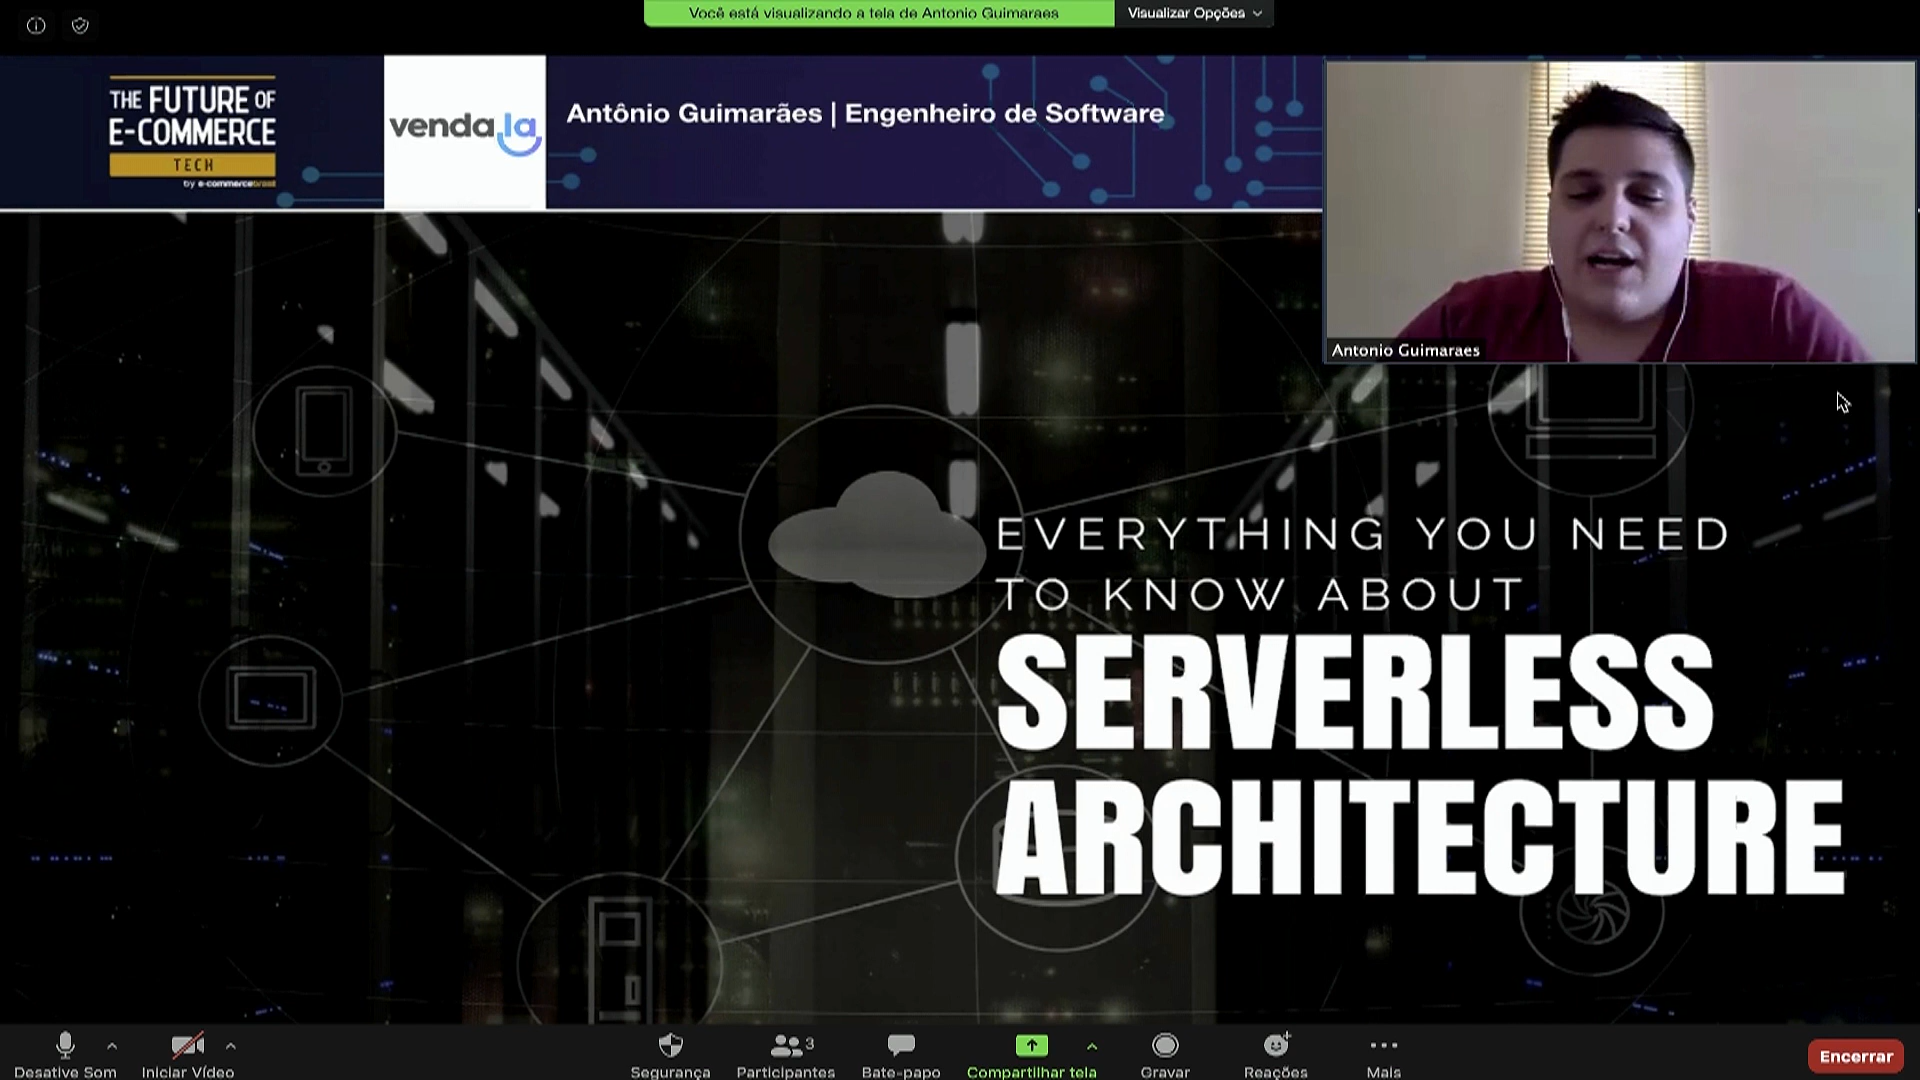 Você está visualizando a tela de Antonio Guimaraes
Visualizar Opções
THE FUTURE OF
E-COMMERCE
TECH
by e-commercebrasil
venda.la
Antônio Guimarães | Engenheiro de Software
Antonio Guimaraes
EVERYTHING YOU NEED
TO KNOW ABOUT
SERVERLESS
ARCHITECTURE
Desative Som
Iniciar Vídeo
Segurança
3
Participantes
Bate-papo
Compartilhar tela
Gravar
Reações
Mais
Encerrar